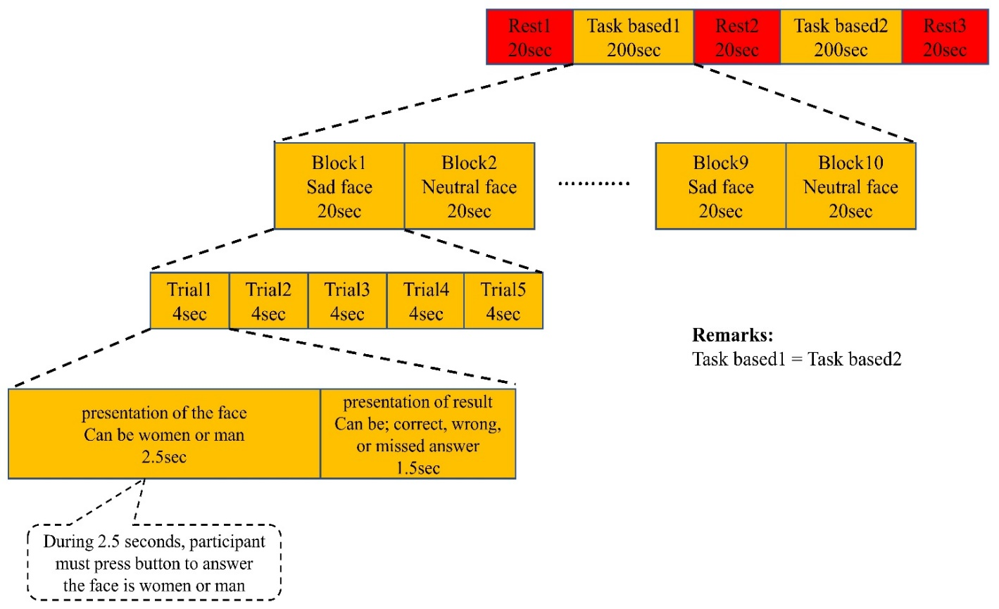 Rest1
20sec
Task based1
200sec
Rest2
20sec
Task based2
200sec
Rest3
20sec
Block1
Sad face
20sec
Block2
Neutral face
20sec
Block9
Sad face
20sec
Block10
Neutral face
20sec
Trial1
4sec
Trial2
4sec
Trial3
4sec
Trial4
4sec
Trial5
4sec
Remarks:
Task based1 = Task based2
presentation of the face
Can be women or man
2.5sec
presentation of result
Can be; correct, wrong,
or missed answer
1.5sec
During 2.5 seconds, participant
must press button to answer
the face is women or man